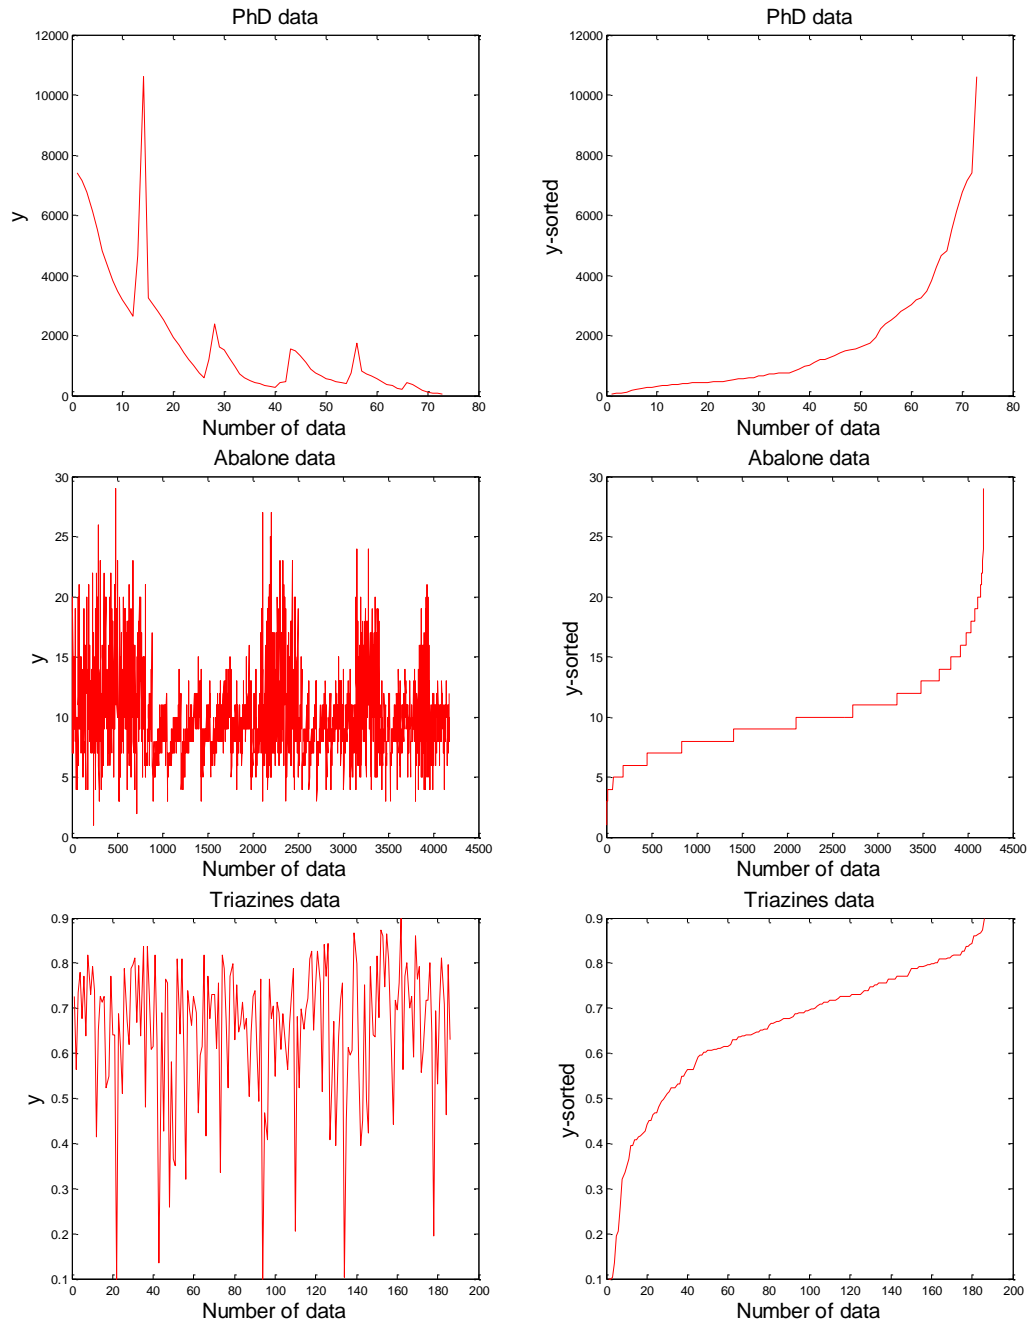 PhD data
12000
10000
8000
6000
4000
2000
0
y
0 10 20 30 40 50 60 70 80
Number of data
PhD data
12000
10000
8000
6000
4000
2000
0
y-sorted
0 10 20 30 40 50 60 70 80
Number of data
Abalone data
30
25
20
15
10
5
0
y
0 500 1000 1500 2000 2500 3000 3500 4000 4500
Number of data
Abalone data
30
25
20
15
10
5
0
y-sorted
0 500 1000 1500 2000 2500 3000 3500 4000 4500
Number of data
Triazines data
0.9
0.8
0.7
0.6
0.5
0.4
0.3
0.2
0.1
y
0 20 40 60 80 100 120 140 160 180 200
Number of data
Triazines data
0.9
0.8
0.7
0.6
0.5
0.4
0.3
0.2
0.1
y-sorted
0 20 40 60 80 100 120 140 160 180 200
Number of data